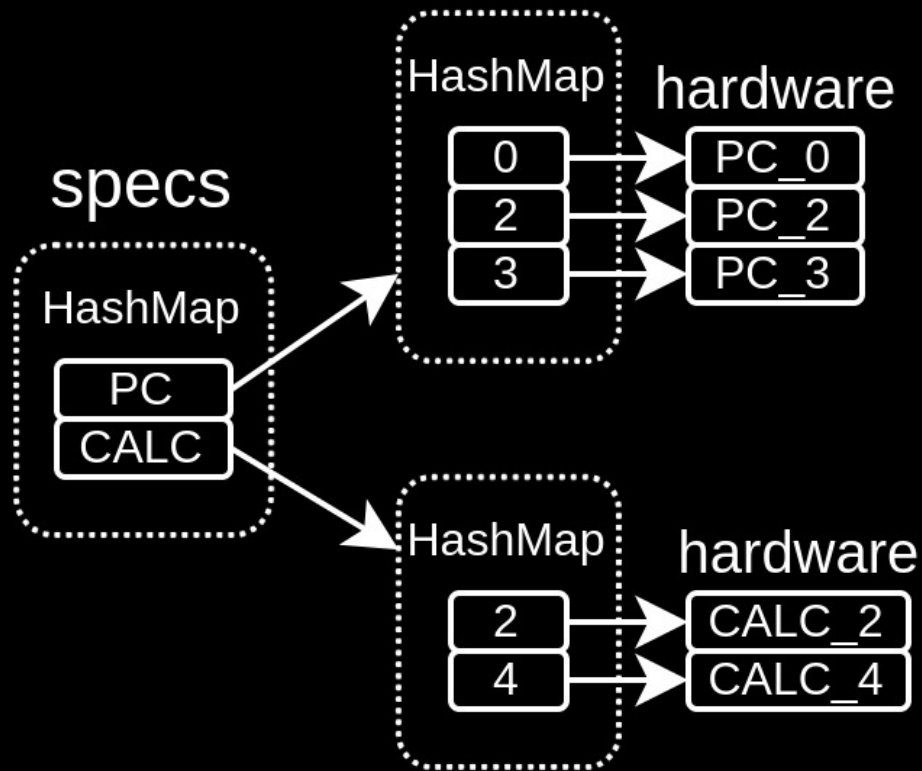 specs
HashMap
PC
CALC
HashMap
hardware
0
PC_0
2
PC_2
3
PC_3
HashMap
hardware
2
CALC_2
4
CALC_4